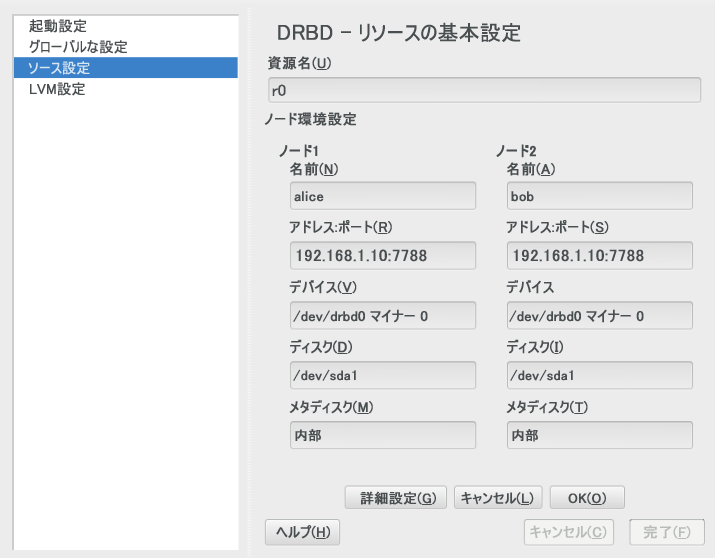 起動設定
グローバルな設定
ソース設定
LVM設定
DRBD - リソースの基本設定
資源名(U)
r0
ノード環境設定
ノード1
名前(N)
alice
アドレス:ポート(R)
192.168.1.10:7788
デバイス(V)
/dev/drbd0 マイナー 0
ディスク(D)
/dev/sda1
メタディスク(M)
内部
ノード2
名前(A)
bob
アドレス:ポート(S)
192.168.1.10:7788
デバイス
/dev/drbd0 マイナー 0
ディスク(I)
/dev/sda1
メタディスク(T)
内部
詳細設定(G) キャンセル(L) OK(O)
ヘルプ(H) キャンセル(C) 完了(F)